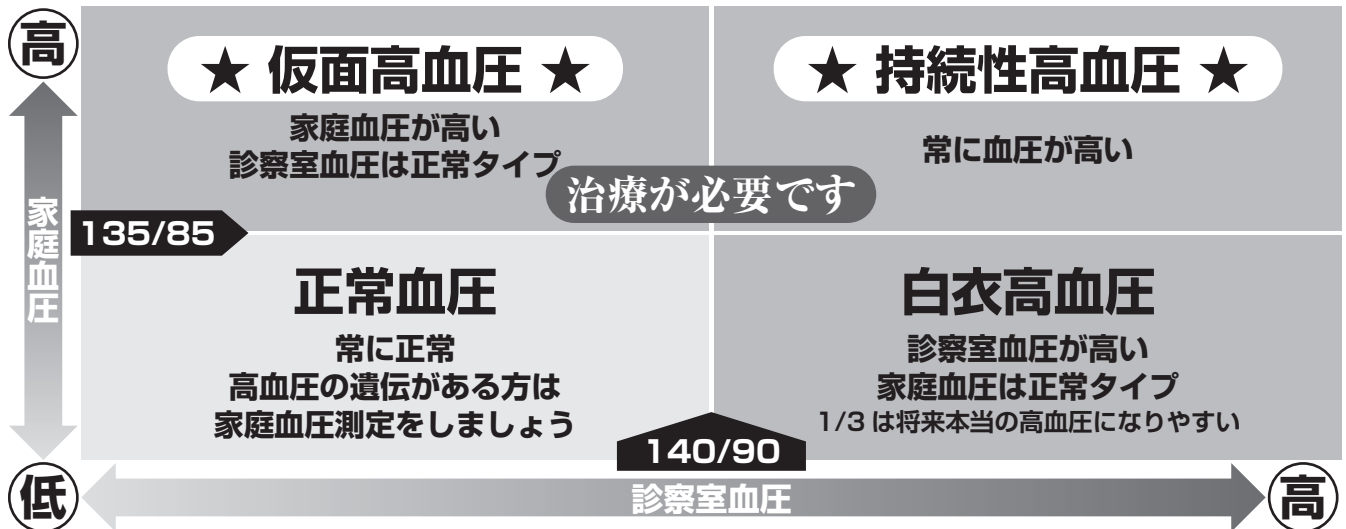 高
★ 仮面高血圧 ★
家庭血圧が高い
診察室血圧は正常タイプ
★ 持続性高血圧 ★
常に血圧が高い
治療が必要です
家庭血圧
135/85
正常血圧
常に正常
高血圧の遺伝がある方は
家庭血圧測定をしましょう
白衣高血圧
診察室血圧が高い
家庭血圧は正常タイプ
1/3 は将来本当の高血圧になりやすい
140/90
低
診察室血圧
高